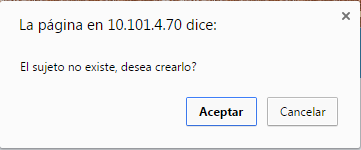 La página en 10.101.4.70 dice:
El sujeto no existe, desea crearlo?
Aceptar
Cancelar